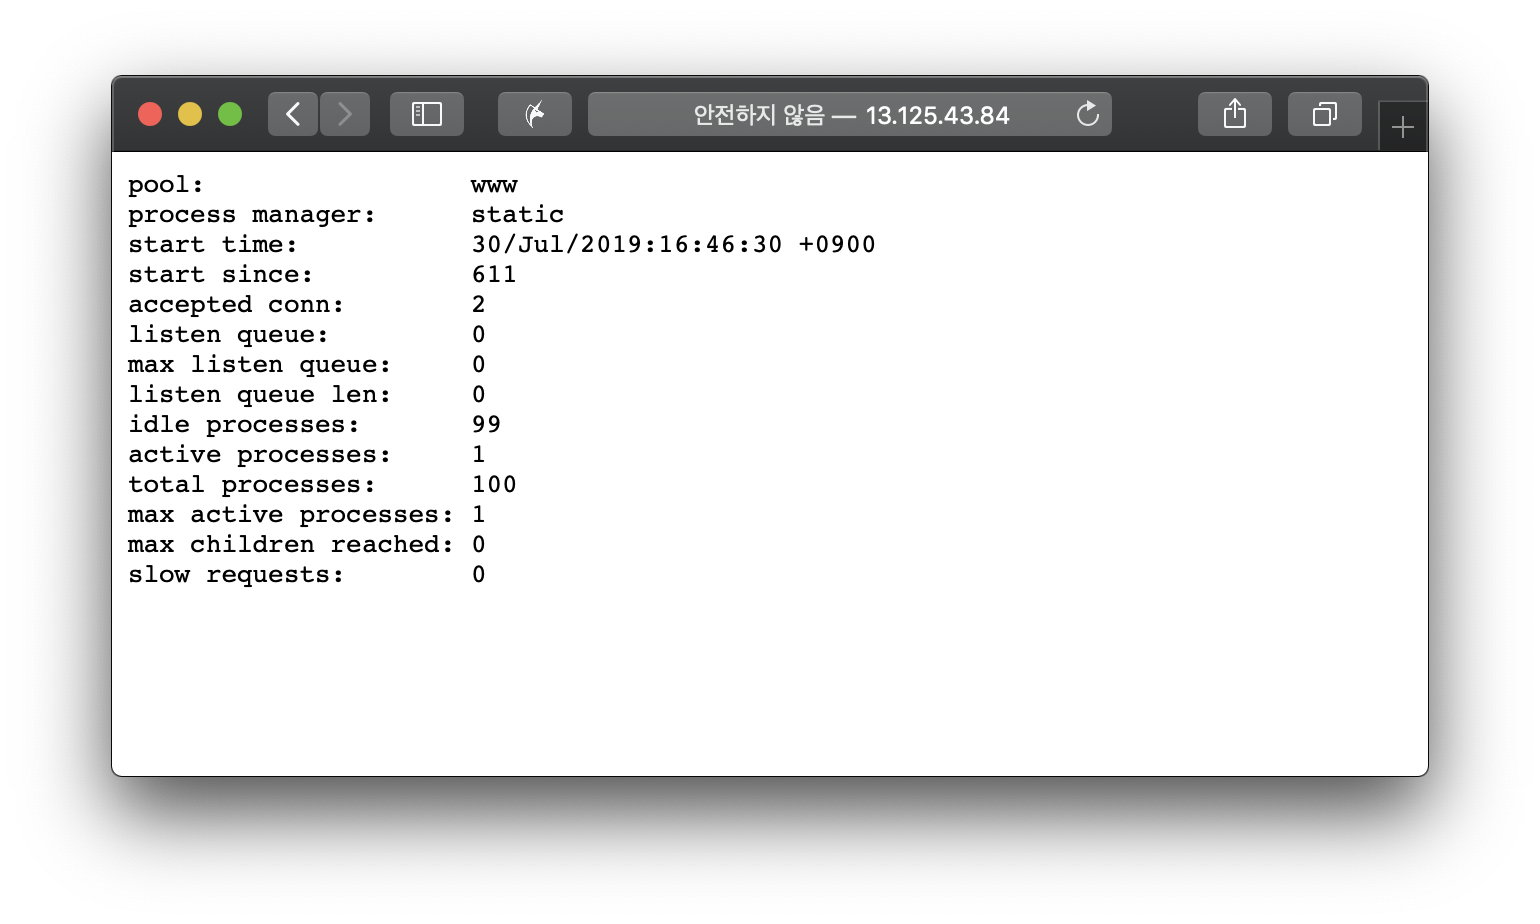 안전하지 않음 — 13.125.43.84
pool: www
process manager: static
start time: 30/Jul/2019:16:46:30 +0900
start since: 611
accepted conn: 2
listen queue: 0
max listen queue: 0
listen queue len: 0
idle processes: 99
active processes: 1
total processes: 100
max active processes: 1
max children reached: 0
slow requests: 0